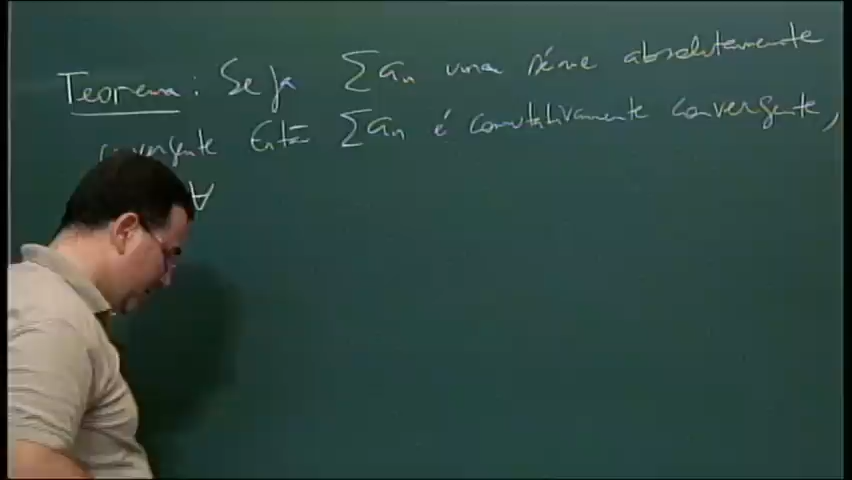 Teorema: Seja ∑aₙ uma série absolutamente
convergente Então ∑aₙ é comutativamente convergente,
∀